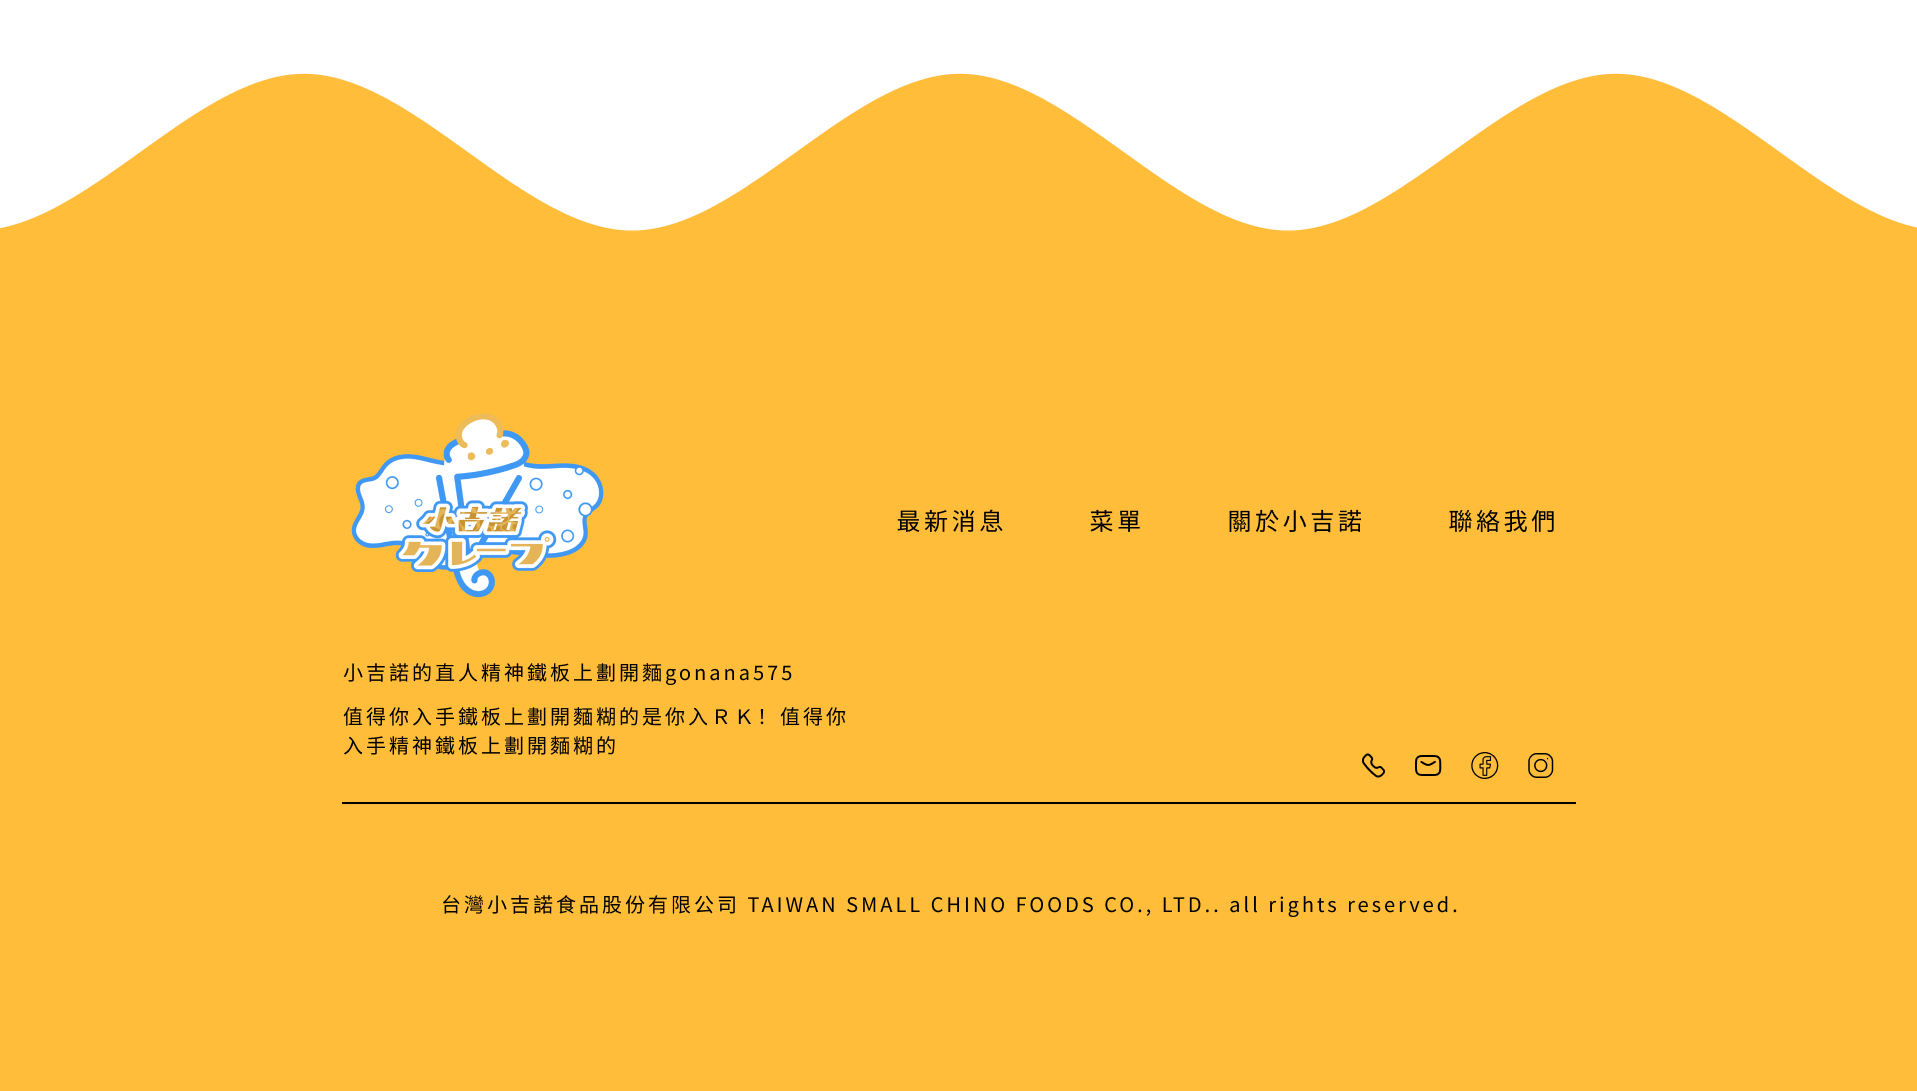 小吉諾
クレープ
最新消息
菜單
關於小吉諾
聯絡我們
小吉諾的直人精神鐵板上劃開麵gonana575
值得你入手鐵板上劃開麵糊的是你入RK！值得你
入手精神鐵板上劃開麵糊的
台灣小吉諾食品股份有限公司 TAIWAN SMALL CHINO FOODS CO., LTD.. all rights reserved.